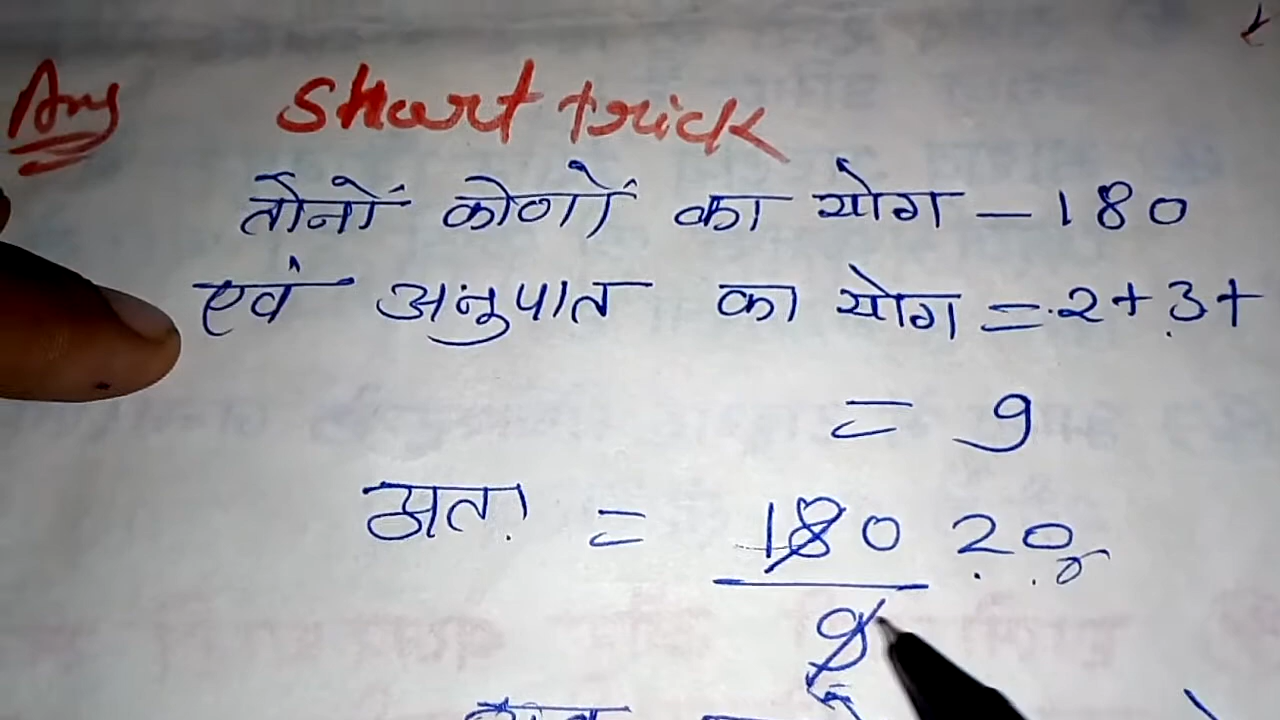 Ans Short trick
तीनों कोणों का योग – 180
एवं अनुपात का योग = 2+3+
= 9
अतः = 180 20
9